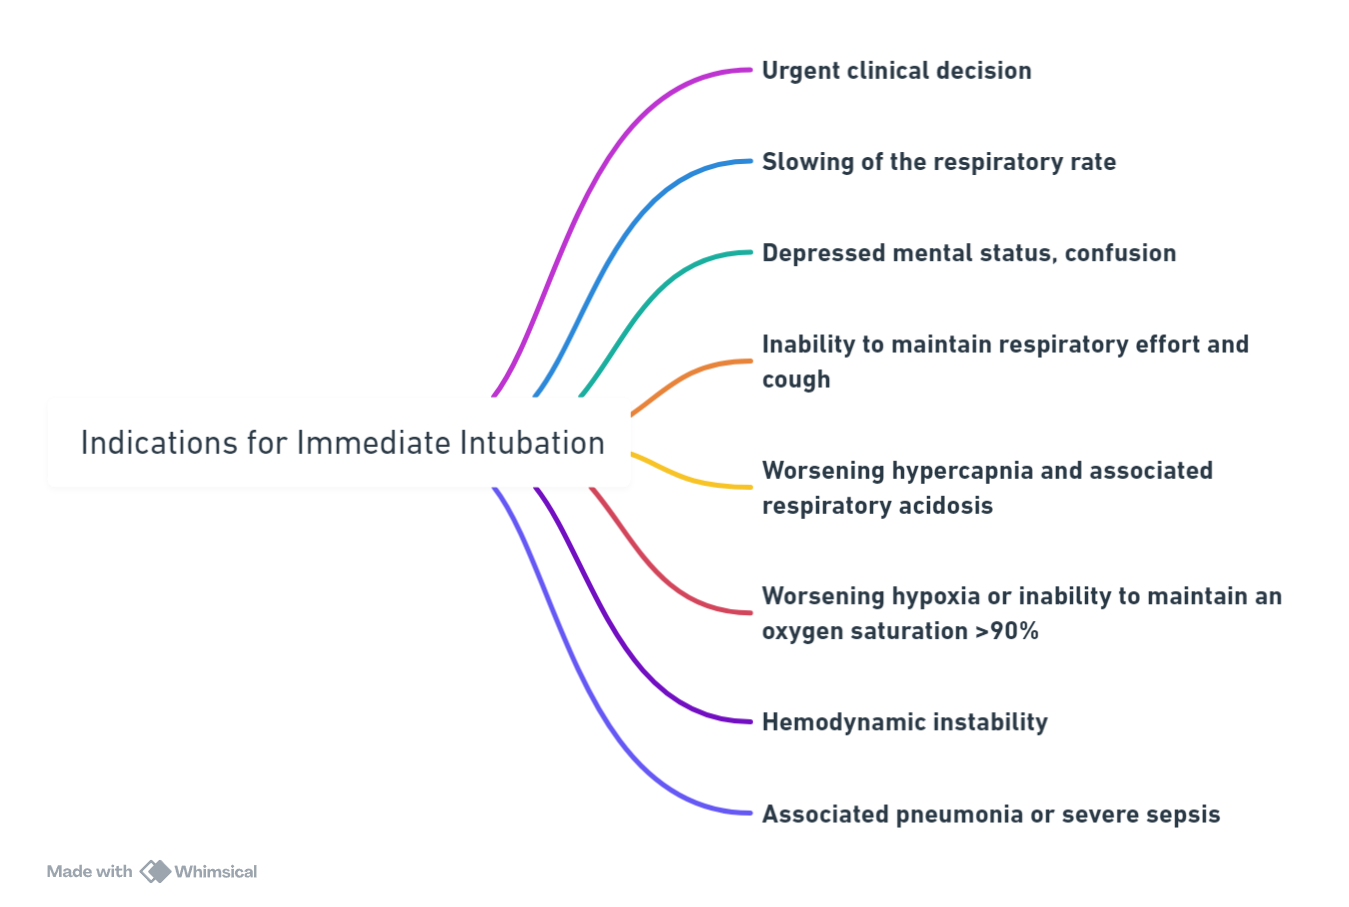 Urgent clinical decision
Slowing of the respiratory rate
Depressed mental status, confusion
Inability to maintain respiratory effort and
cough
Indications for Immediate Intubation
Worsening hypercapnia and associated
respiratory acidosis
Worsening hypoxia or inability to maintain an
oxygen saturation >90%
Hemodynamic instability
Associated pneumonia or severe sepsis
Made with Whimsical